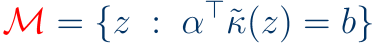 ℳ = {z : α^⊤ κ̃(z) = b}